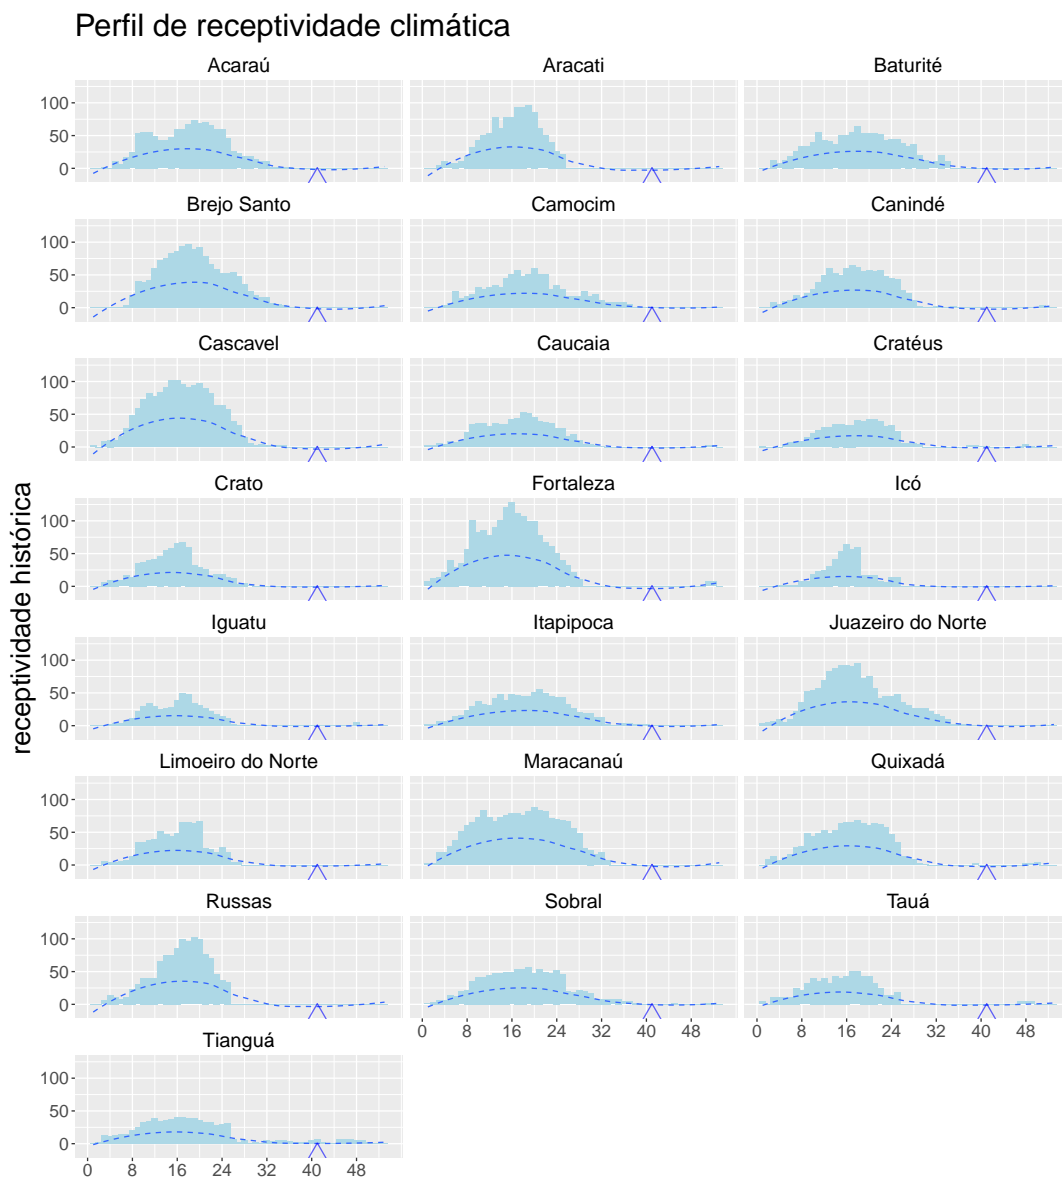 Perfil de receptividade climática
Acaraú Aracati Baturité
100
50
0
Brejo Santo Camocim Canindé
100
50
0
Cascavel Caucaia Cratéus
100
50
0
Crato Fortaleza Icó
100
50
0
receptividade histórica
Iguatu Itapipoca Juazeiro do Norte
100
50
0
Limoeiro do Norte Maracanaú Quixadá
100
50
0
Russas Sobral Tauá
100
50
0
0 8 16 24 32 40 48 0 8 16 24 32 40 48
Tianguá
100
50
0
0 8 16 24 32 40 48